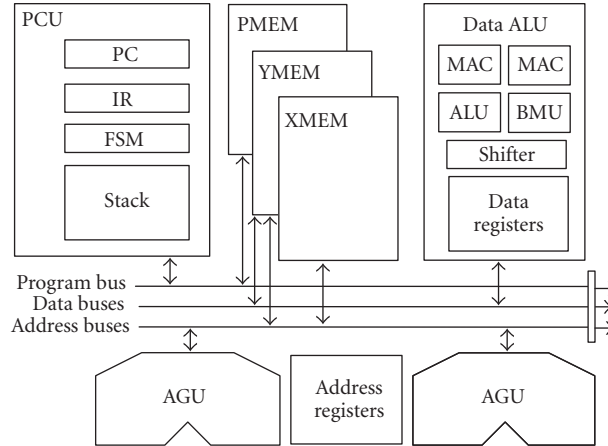 PCU
PC
IR
FSM
Stack
PMEM
YMEM
XMEM
Data ALU
MAC
MAC
ALU
BMU
Shifter
Data
registers
Program bus
Data buses
Address buses
AGU
Address
registers
AGU